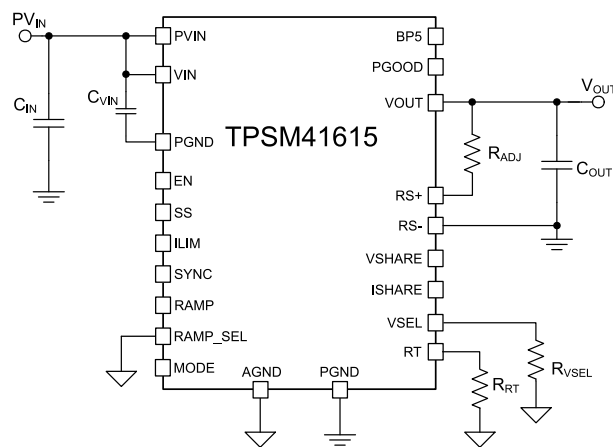 PVIN
PVIN
BP5
PGOOD
VIN
VOUT
VOUT
CIN
CVIN
TPSM41615
PGND
RADJ
COUT
EN
RS+
SS
RS-
ILIM
VSHARE
SYNC
ISHARE
RAMP
VSEL
RAMP_SEL
RT
MODE
AGND
PGND
RRT
RVSEL